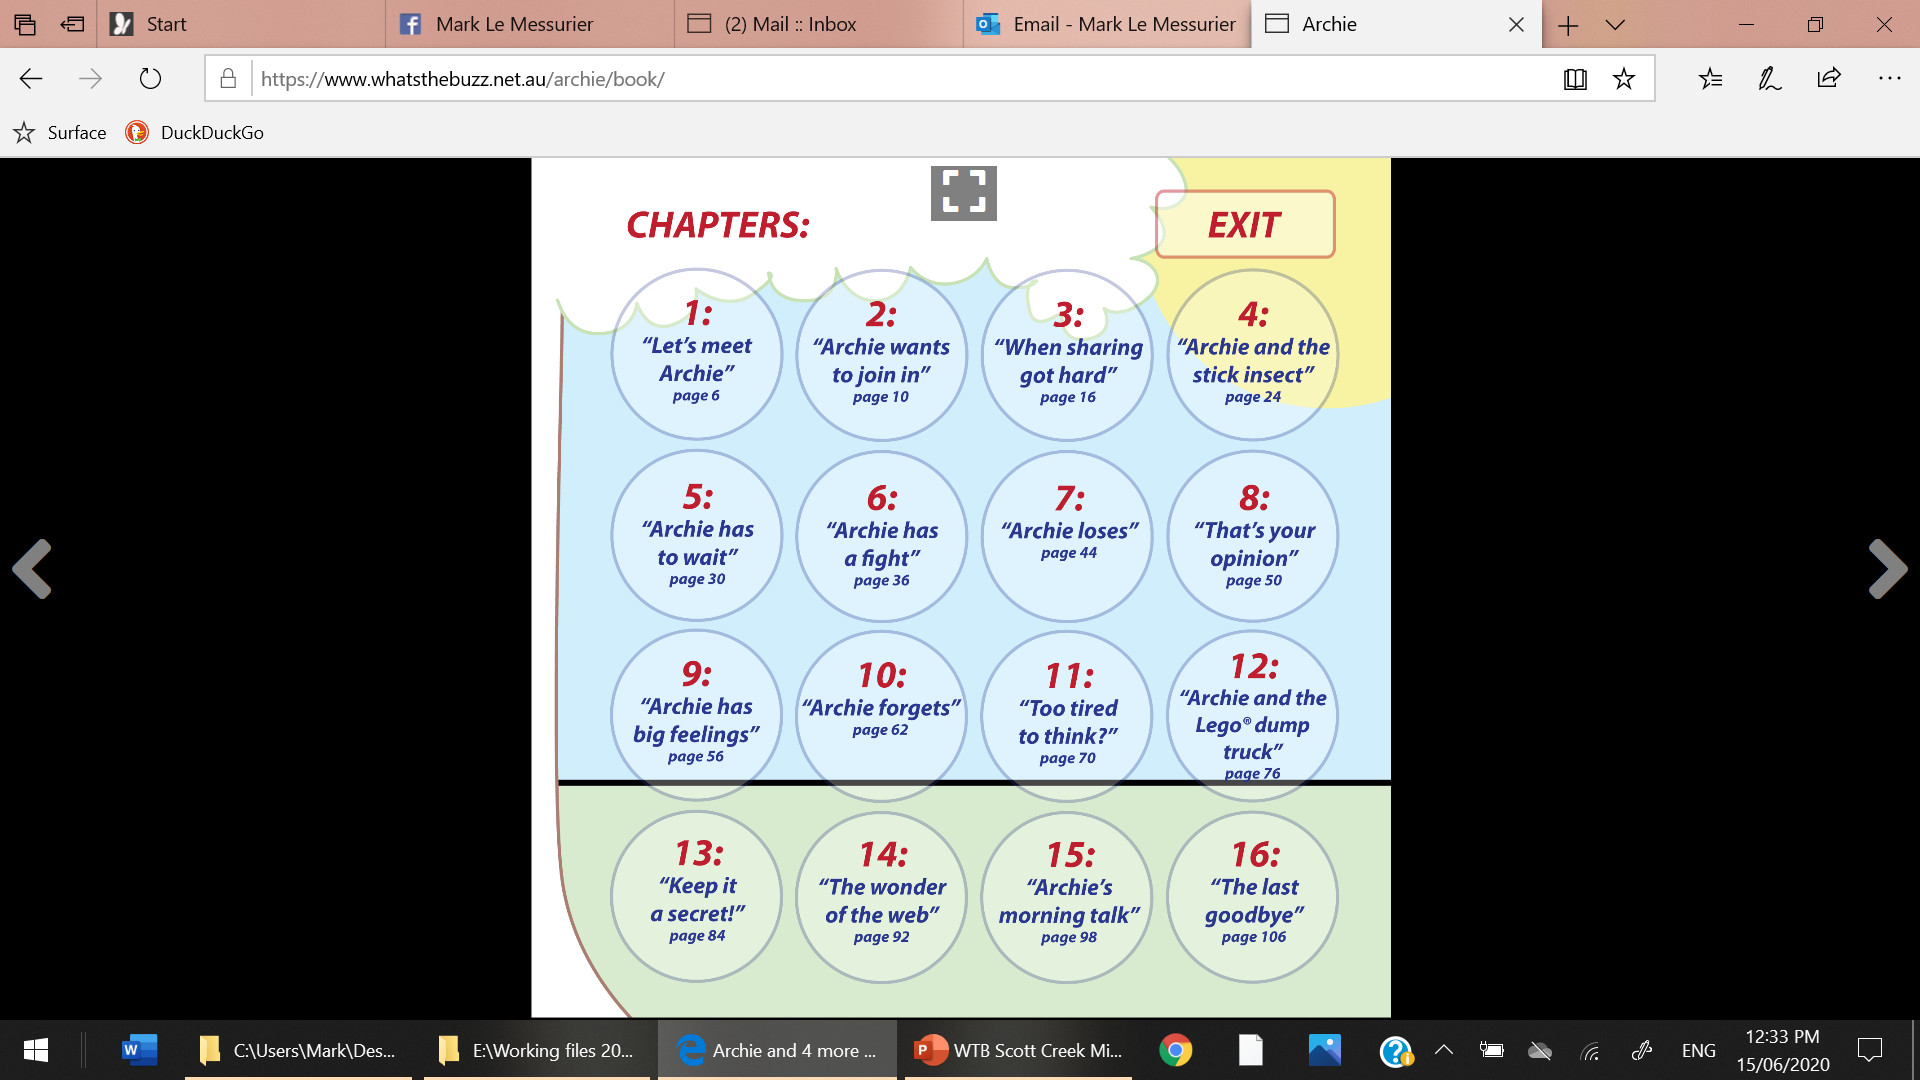 Start
Mark Le Messurier
(2) Mail :: Inbox
Email - Mark Le Messurier
Archie
https://www.whatsthebuzz.net.au/archie/book/
Surface
DuckDuckGo
CHAPTERS:
EXIT
1:
“Let’s meet
Archie”
page 6
2:
“Archie wants
to join in”
page 10
3:
“When sharing
got hard”
page 16
4:
“Archie and the
stick insect”
page 24
5:
“Archie has
to wait”
page 30
6:
“Archie has
a fight”
page 36
7:
“Archie loses”
page 44
8:
“That’s your
opinion”
page 50
9:
“Archie has
big feelings”
page 56
10:
“Archie forgets”
page 62
11:
“Too tired
to think?”
page 70
12:
“Archie and the
Lego® dump
truck”
page 76
13:
“Keep it
a secret!”
page 84
14:
“The wonder
of the web”
page 92
15:
“Archie’s
morning talk”
page 98
16:
“The last
goodbye”
page 106
C:\Users\Mark\Des...
E:\Working files 20...
Archie and 4 more ...
WTB Scott Creek Mi...
ENG
12:33 PM
15/06/2020